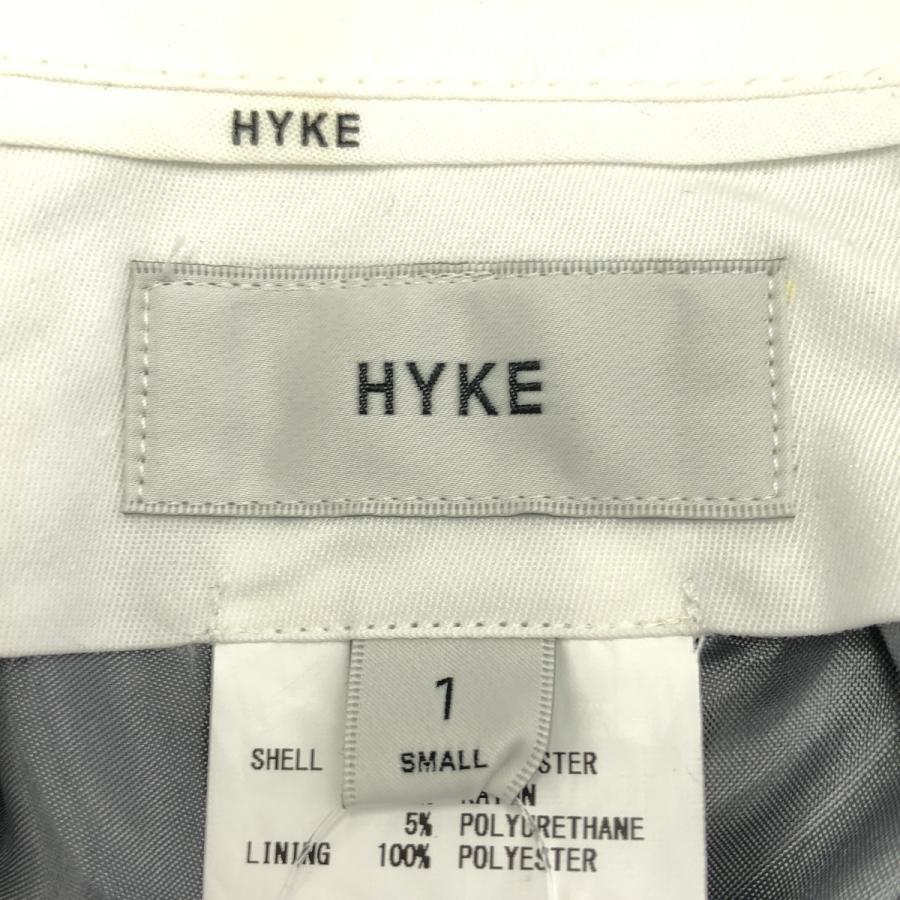 HYKE
HYKE
1
SMALL
SHELL STER
RAYON
5% POLYURETHANE
LINING 100% POLYESTER